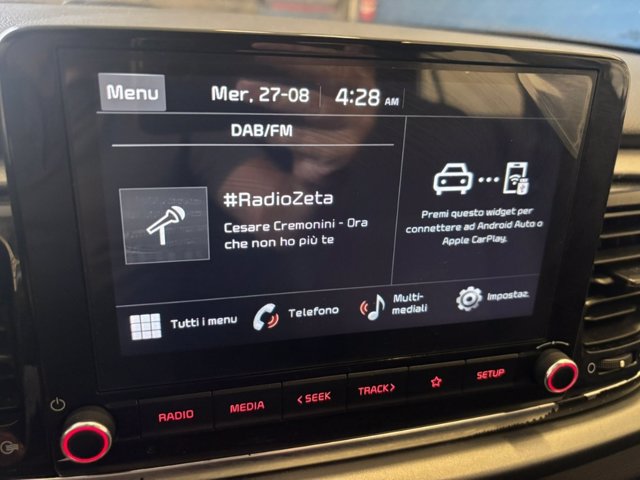 Menu
Mer, 27-08
4:28 AM
DAB/FM
#RadioZeta
Cesare Cremonini - Ora
che non ho più te
Premi questo widget per
connettere ad Android Auto o
Apple CarPlay.
Tutti i menu
Telefono
Multi-
mediali
Impostaz.
RADIO
MEDIA
< SEEK
TRACK >
SETUP